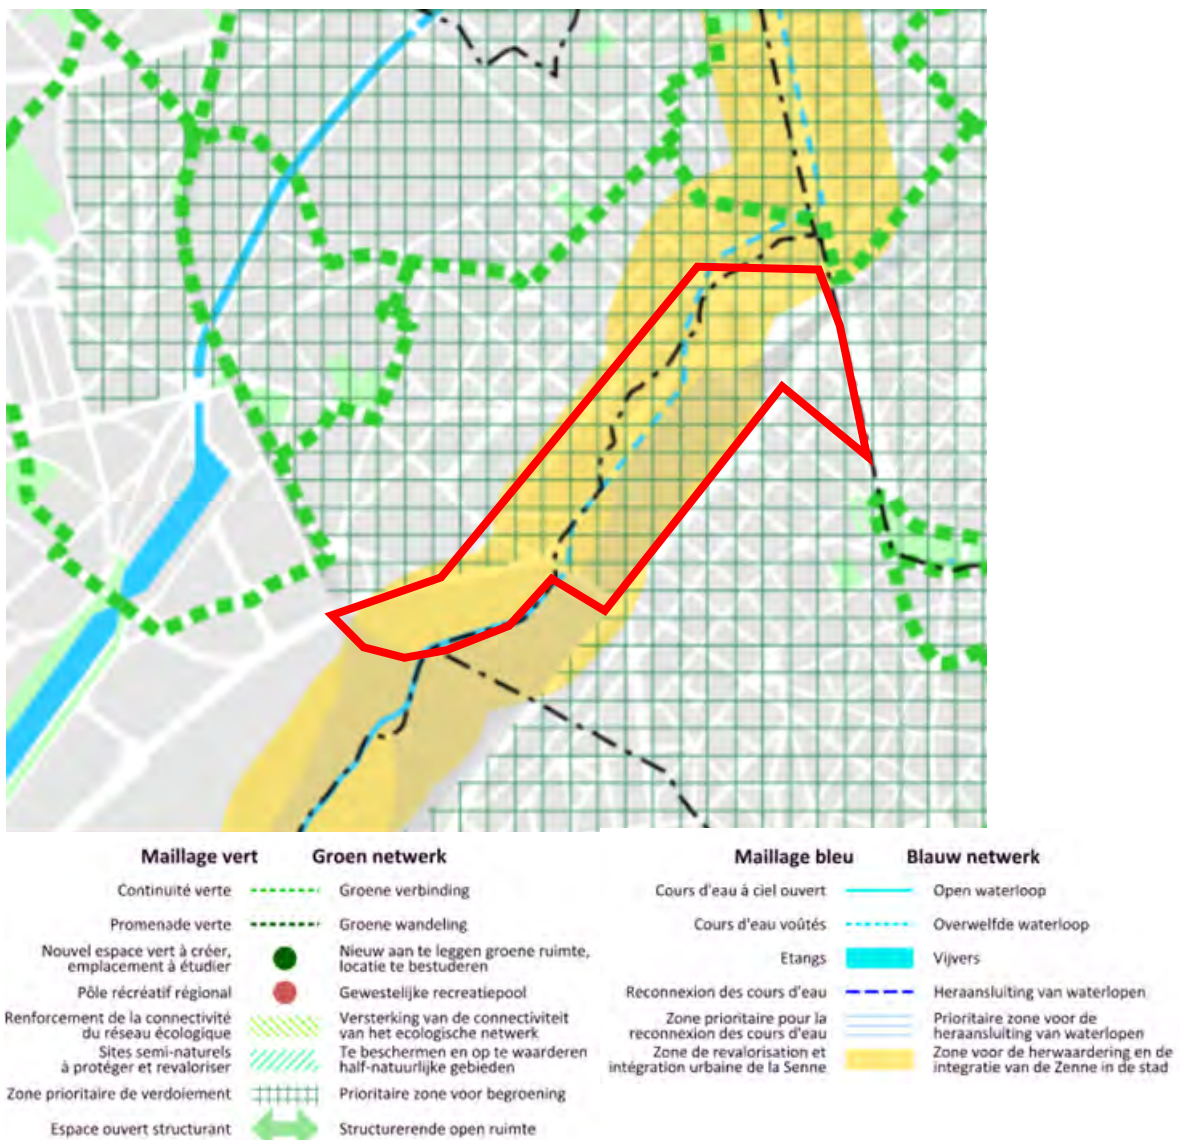 Maillage vert Groen netwerk
Continuité verte Groene verbinding
Promenade verte Groene wandeling
Nouvel espace vert à créer,
emplacement à étudier
Nieuw aan te leggen groene ruimte,
locatie te bestuderen
Pôle récréatif régional Gewestelijke recreatiepool
Renforcement de la connectivité
du réseau écologique
Versterking van de connectiviteit
van het ecologische netwerk
Sites semi-naturels
à protéger et revaloriser
Te beschermen en op te waarderen
half-natuurlijke gebieden
Zone prioritaire de verdoiement Prioritaire zone voor begroening
Espace ouvert structurant Structurerende open ruimte
Maillage bleu Blauw netwerk
Cours d'eau à ciel ouvert Open waterloop
Cours d'eau voûtés Overwelfde waterloop
Etangs Vijvers
Reconnexion des cours d'eau Heraansluiting van waterlopen
Zone prioritaire pour la
reconnexion des cours d'eau
Prioritaire zone voor de
heraansluiting van waterlopen
Zone de revalorisation et
intégration urbaine de la Senne
Zone voor de herwaardering en de
integratie van de Zenne in de stad